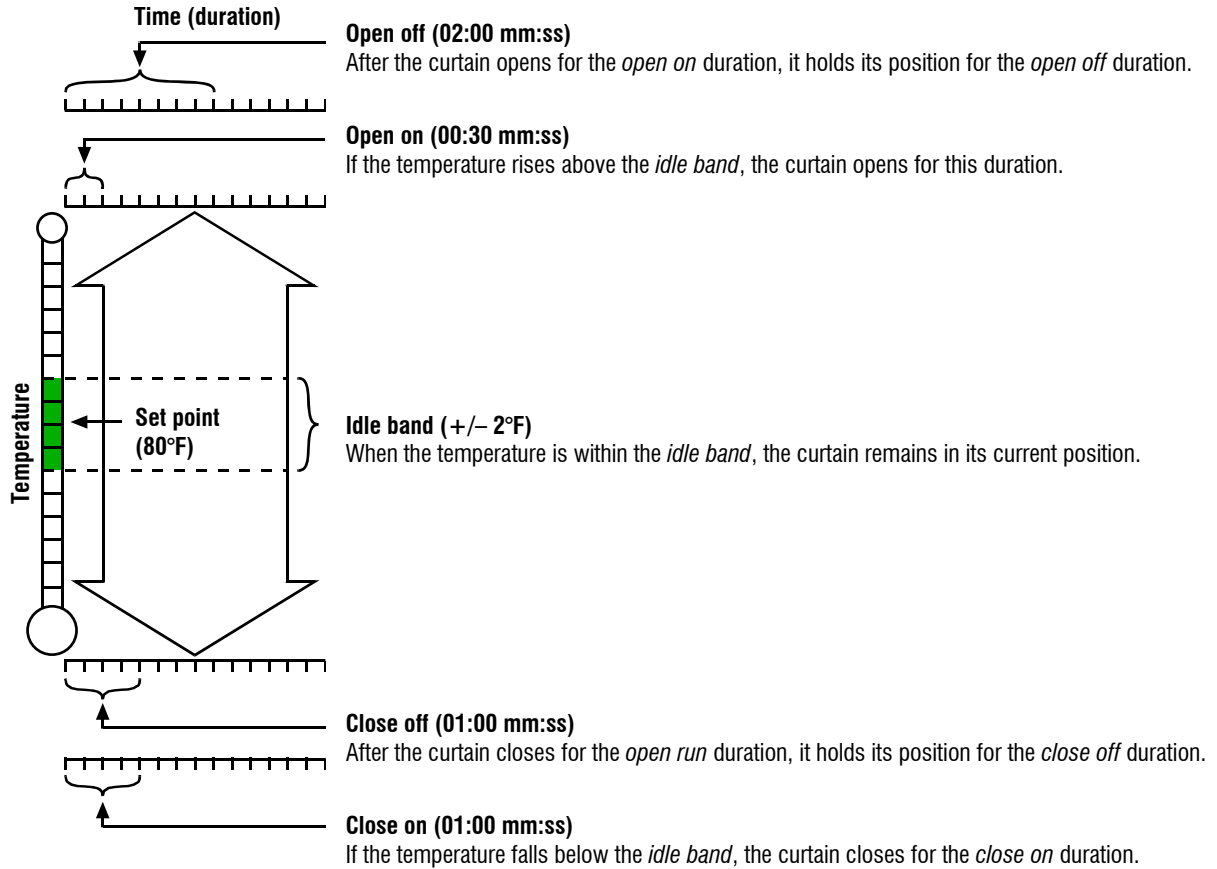 Time (duration)
Open off (02:00 mm:ss)
After the curtain opens for the open on duration, it holds its position for the open off duration.
Open on (00:30 mm:ss)
If the temperature rises above the idle band, the curtain opens for this duration.
Temperature
Set point
(80°F)
Idle band (+/– 2°F)
When the temperature is within the idle band, the curtain remains in its current position.
Close off (01:00 mm:ss)
After the curtain closes for the open run duration, it holds its position for the close off duration.
Close on (01:00 mm:ss)
If the temperature falls below the idle band, the curtain closes for the close on duration.